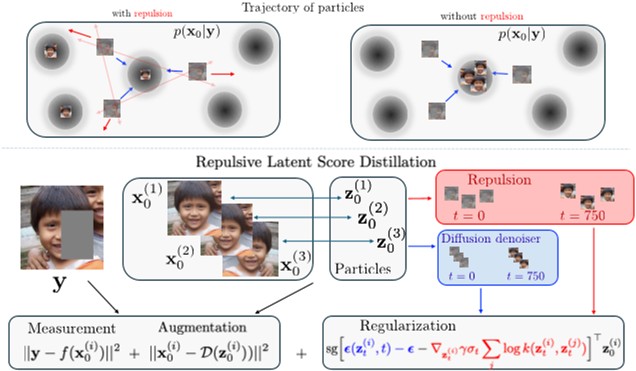 Trajectory of particles
with repulsion
without repulsion
p(x₀|y)
p(x₀|y)
Repulsive Latent Score Distillation
x₀⁽¹⁾
x₀⁽²⁾
x₀⁽³⁾
z₀⁽¹⁾
z₀⁽²⁾
z₀⁽³⁾
Particles
Repulsion
t = 0
t = 750
Diffusion denoiser
t = 0
t = 750
y
Measurement
Augmentation
Regularization
||y − f(x₀⁽ⁱ⁾)||² + ||x₀⁽ⁱ⁾ − 𝒟(z₀⁽ⁱ⁾)||² + sg[ϵ(zₜ⁽ⁱ⁾, t) − ϵ − ∇_{zₜ⁽ⁱ⁾} γσₜ ∑ log k(zₜ⁽ⁱ⁾, zₜ⁽ʲ⁾)]^⊤ z₀⁽ⁱ⁾